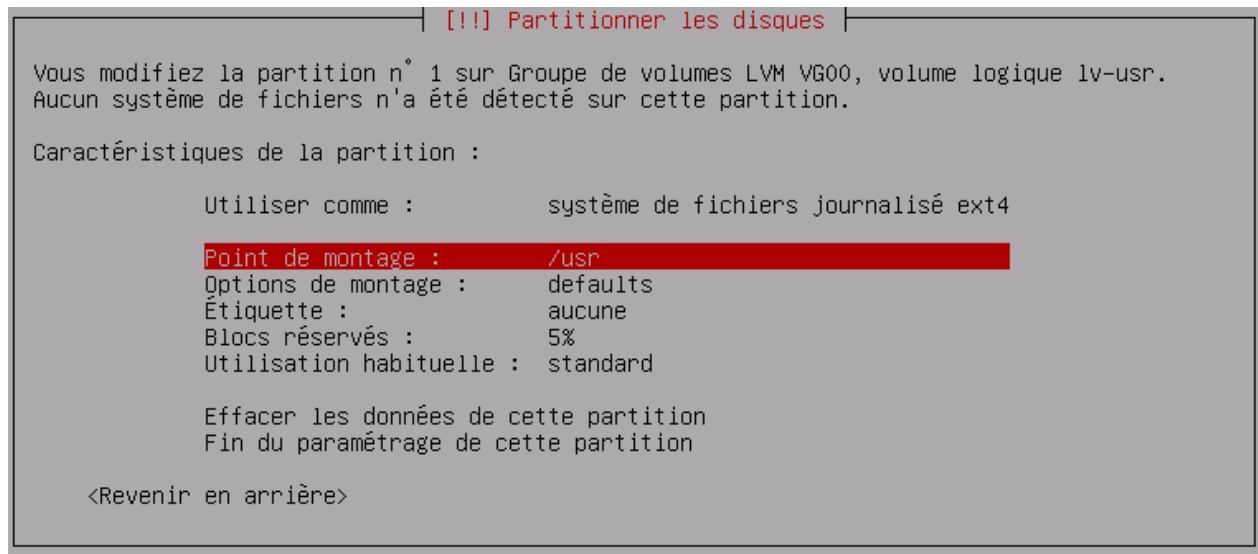 [!!] Partitionner les disques
Vous modifiez la partition n° 1 sur Groupe de volumes LVM VG00, volume logique lv-usr.
Aucun système de fichiers n'a été détecté sur cette partition.
Caractéristiques de la partition :
Utiliser comme : système de fichiers journalisé ext4
Point de montage : /usr
Options de montage : defaults
Étiquette : aucune
Blocs réservés : 5%
Utilisation habituelle : standard
Effacer les données de cette partition
Fin du paramétrage de cette partition
<Revenir en arrière>